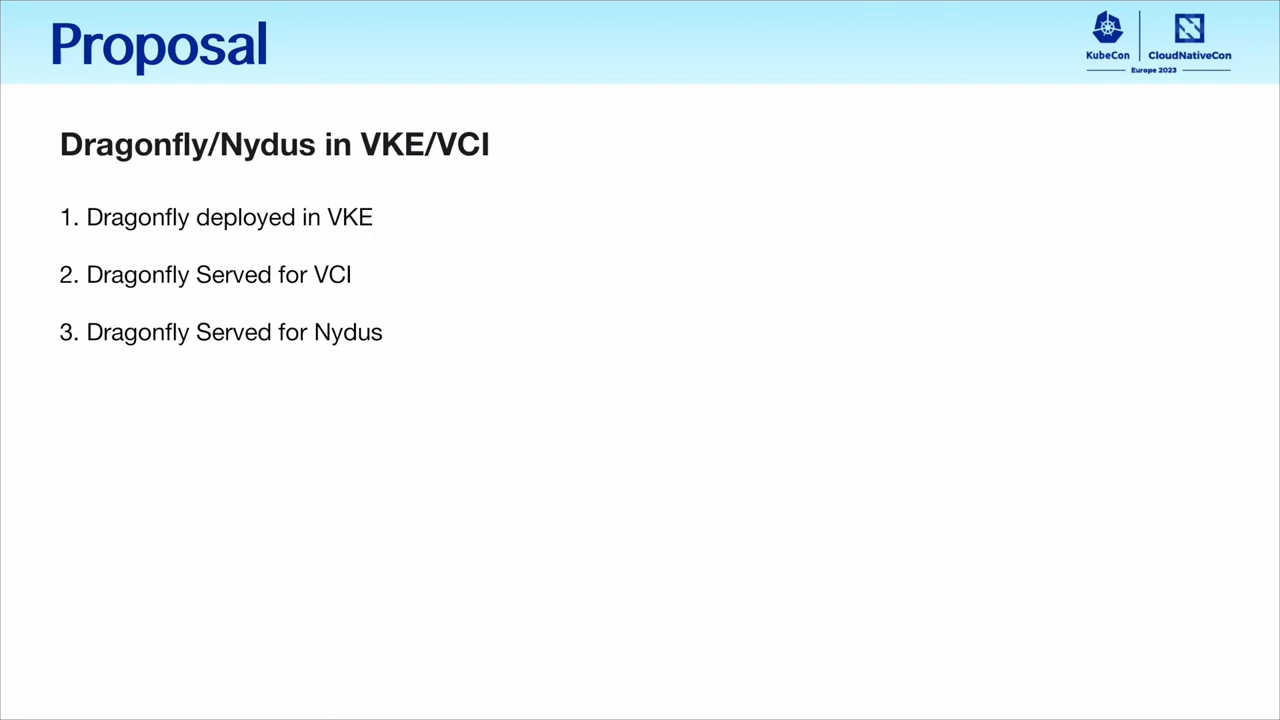 Proposal
KubeCon
CloudNativeCon
Europe 2023
Dragonfly/Nydus in VKE/VCI
1. Dragonfly deployed in VKE
2. Dragonfly Served for VCI
3. Dragonfly Served for Nydus